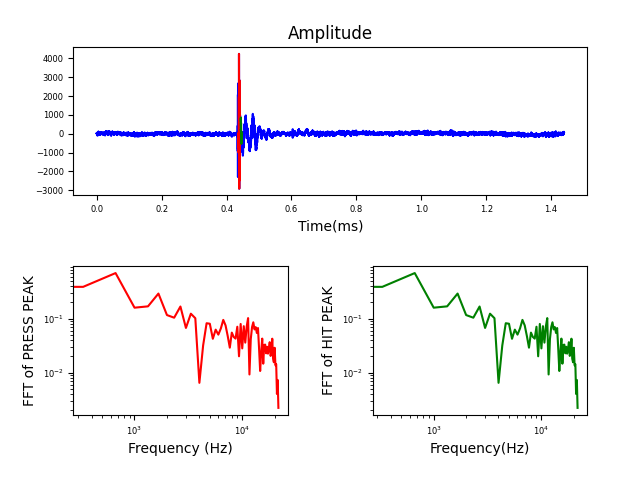 Amplitude
4000
3000
2000
1000
0
−1000
−2000
−3000
0.0 0.2 0.4 0.6 0.8 1.0 1.2 1.4
Time(ms)
FFT of PRESS PEAK
10⁻¹
10⁻²
10³ 10⁴
Frequency (Hz)
FFT of HIT PEAK
10⁻¹
10⁻²
10³ 10⁴
Frequency(Hz)